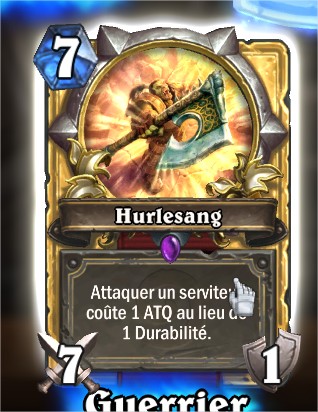 7
Hurlesang
Attaquer un
coûte 1 ATQ au lieu
1 Durabilité.
7
1
Guerrier